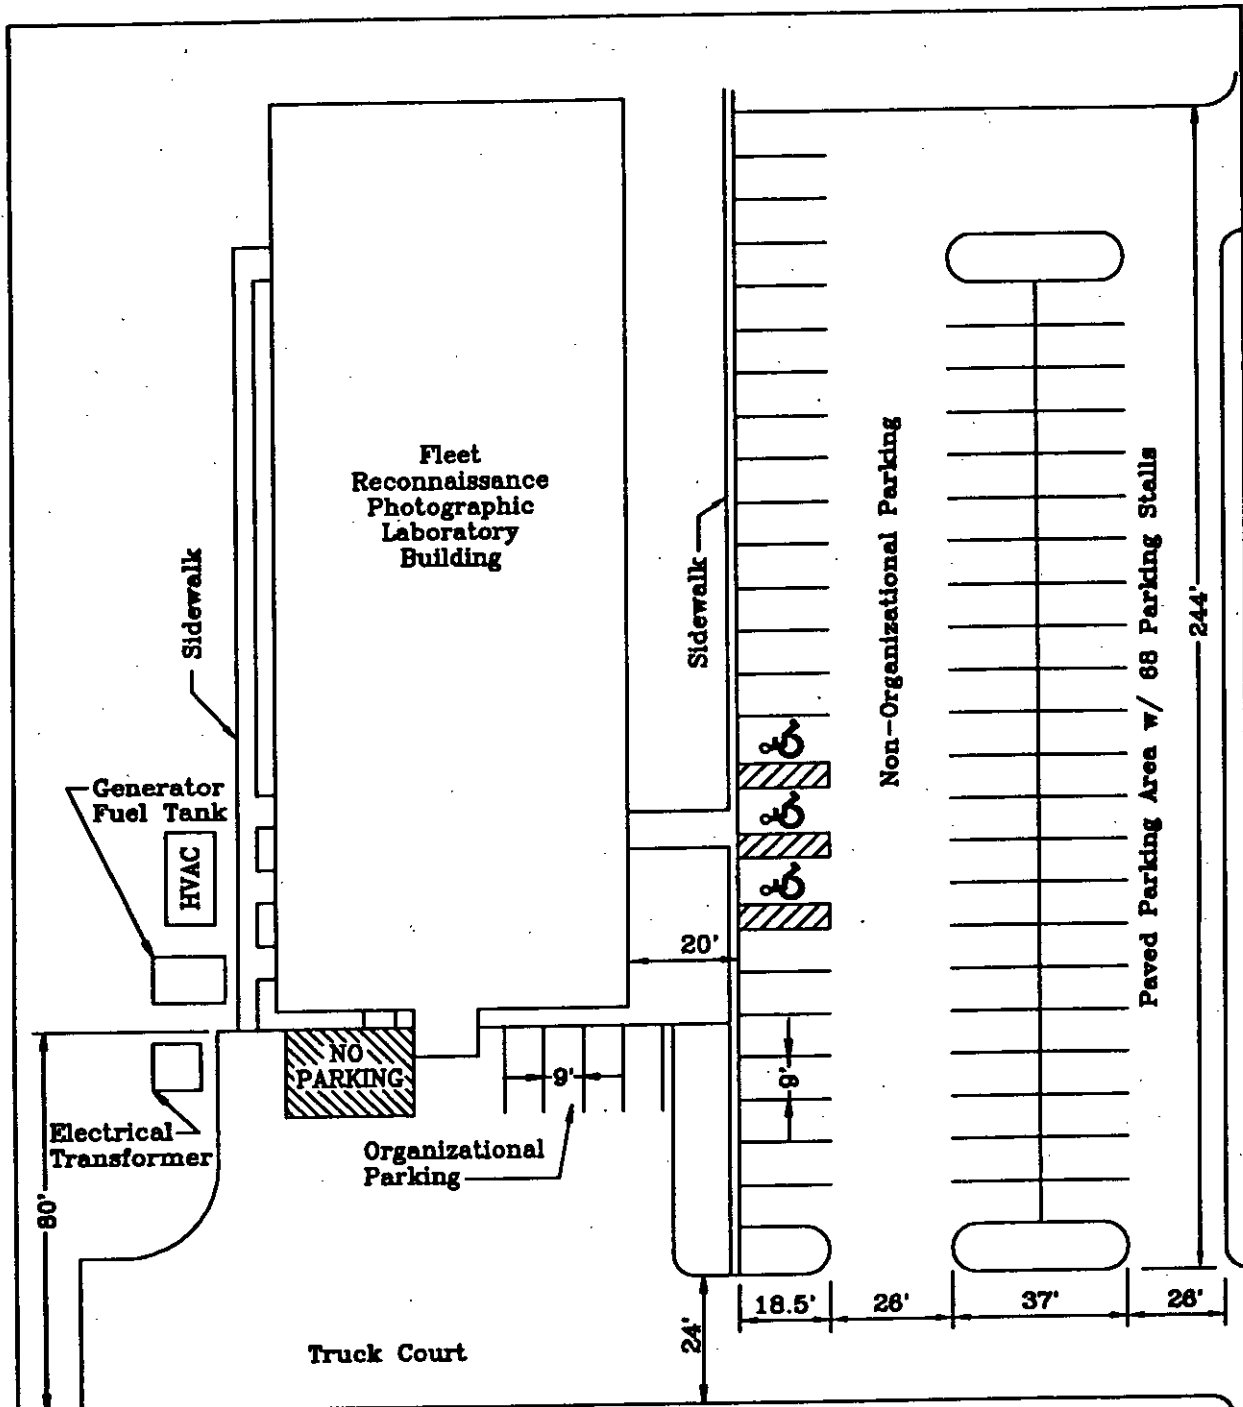 Fleet
Reconnaissance
Photographic
Laboratory
Building
Sidewalk
Sidewalk
Non-Organizational Parking
Paved Parking Area w/ 68 Parking Stalls
244'
Generator
Fuel Tank
HVAC
20'
NO
PARKING
9'
9'
Electrical
Transformer
Organizational
Parking
80'
18.5'
26'
37'
26'
24'
Truck Court